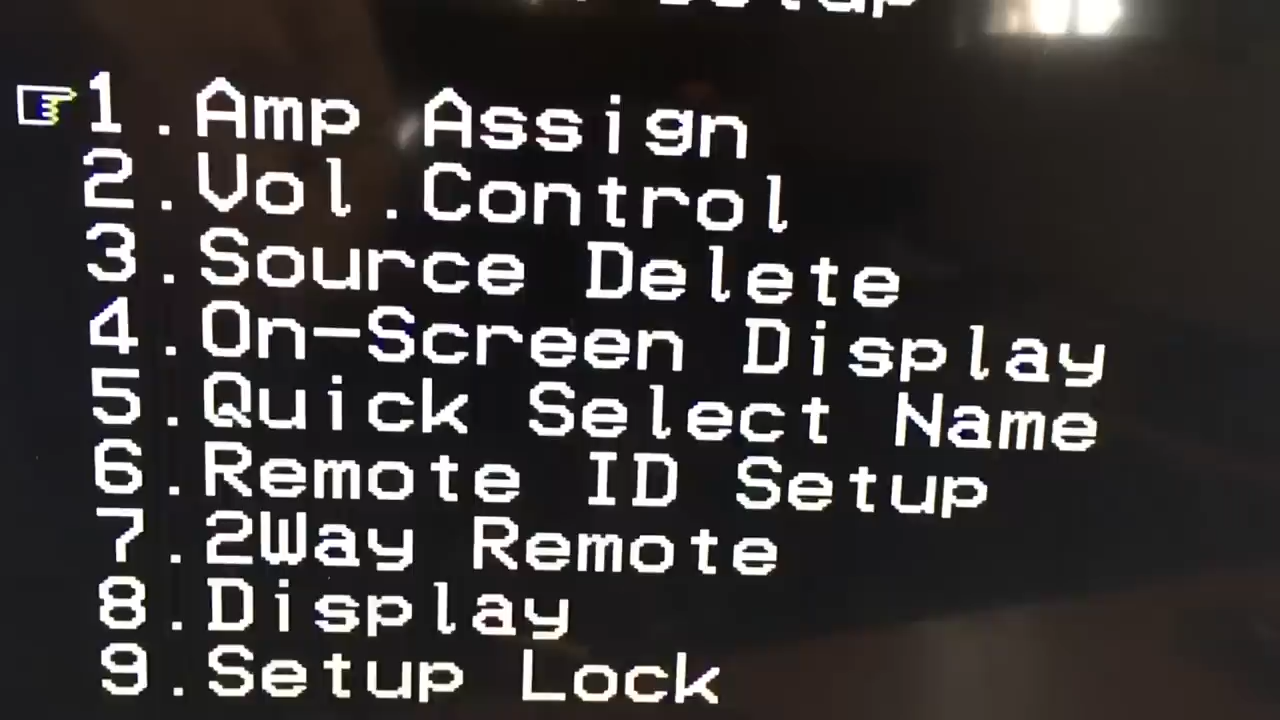 Setup
1.Amp Assign
2.Vol.Control
3.Source Delete
4.On-Screen Display
5.Quick Select Name
6.Remote ID Setup
7.2Way Remote
8.Display
9.Setup Lock